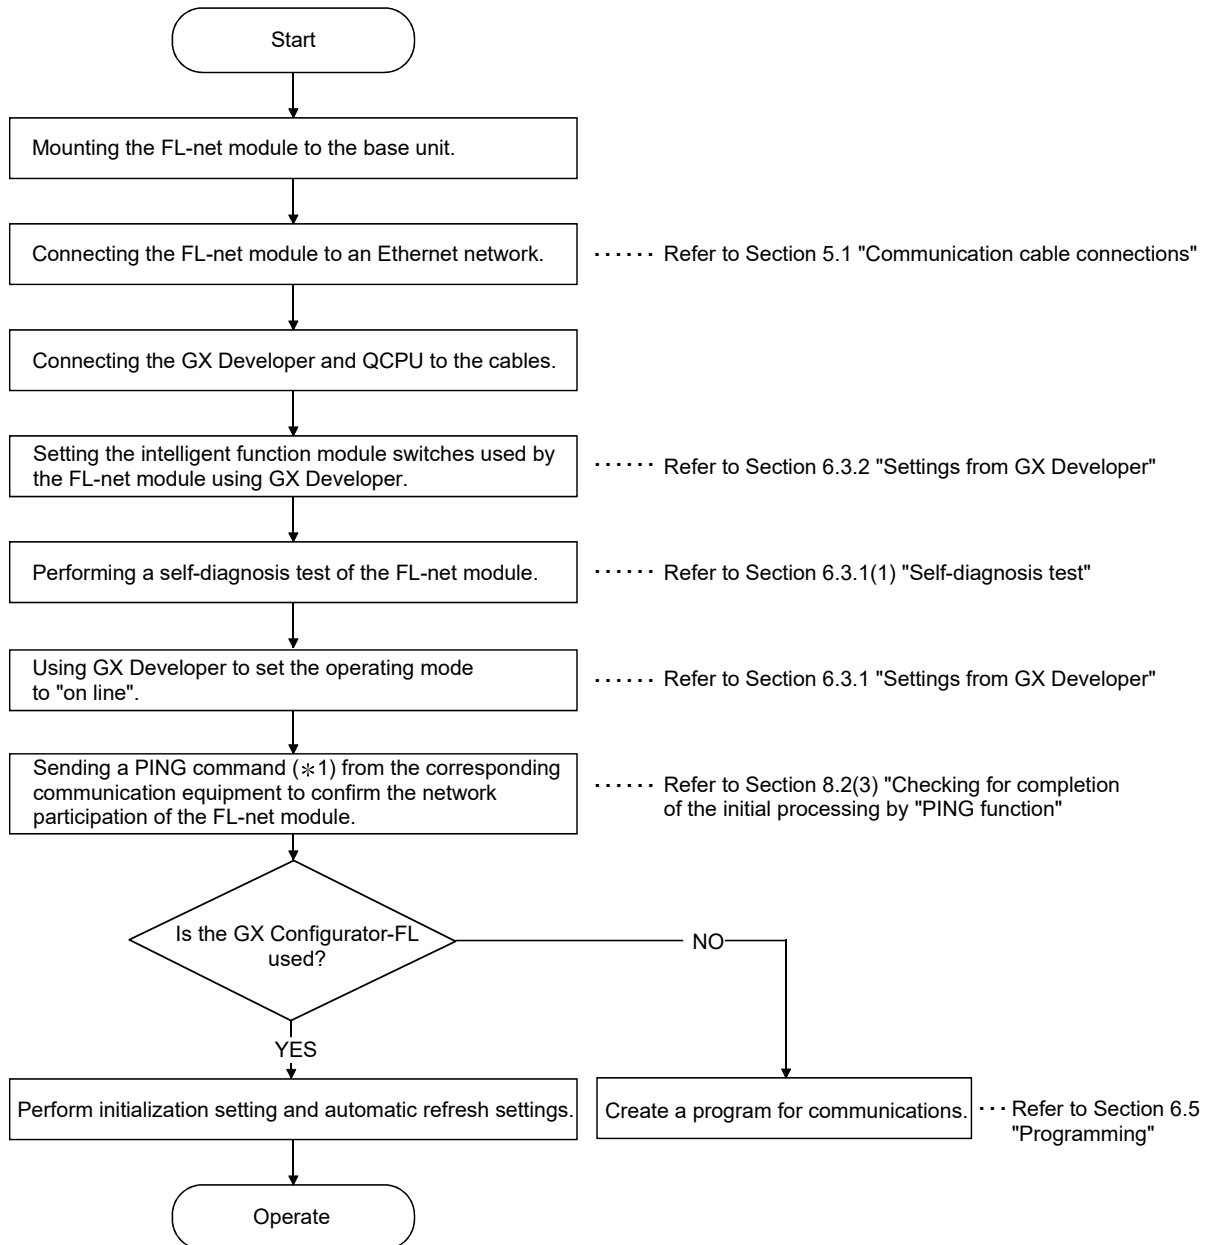 Start
Mounting the FL-net module to the base unit.
Connecting the FL-net module to an Ethernet network.
Refer to Section 5.1 "Communication cable connections"
Connecting the GX Developer and QCPU to the cables.
Setting the intelligent function module switches used by
the FL-net module using GX Developer.
Refer to Section 6.3.2 "Settings from GX Developer"
Performing a self-diagnosis test of the FL-net module.
Refer to Section 6.3.1(1) "Self-diagnosis test"
Using GX Developer to set the operating mode
to "on line".
Refer to Section 6.3.1 "Settings from GX Developer"
Sending a PING command (*1) from the corresponding
communication equipment to confirm the network
participation of the FL-net module.
Refer to Section 8.2(3) "Checking for completion
of the initial processing by "PING function"
Is the GX Configurator-FL
used?
NO
YES
Perform initialization setting and automatic refresh settings.
Create a program for communications.
Refer to Section 6.5
"Programming"
Operate